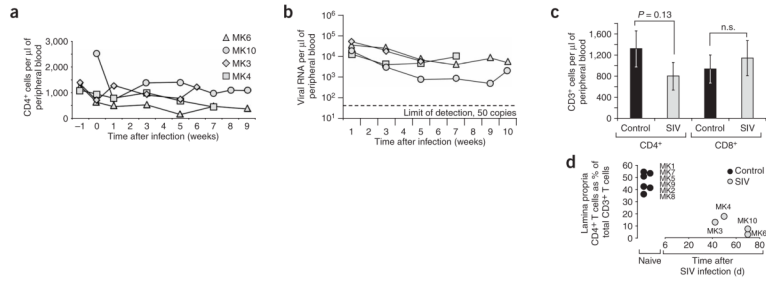 a
CD4⁺ cells per µl of
peripheral blood
3,000
2,000
1,000
0
–1 0 1 2 3 4 5 6 7 8 9
Time after infection (weeks)
MK6
MK10
MK3
MK4
b
Viral RNA per µl of
peripheral blood
10⁶
10⁵
10⁴
10³
10²
10¹
Limit of detection, 50 copies
1 2 3 4 5 6 7 8 9 10
Time after infection (weeks)
c
CD3⁺ cells per µl of
peripheral blood
1,600
1,200
800
400
0
P = 0.13
n.s.
Control SIV Control SIV
CD4⁺ CD8⁺
d
Lamina propria
CD4⁺ T cells as % of
total CD3⁺ T cells
60
50
40
30
20
10
0
MK1
MK7
MK5
MK9
MK2
MK8
Control
SIV
MK4
MK3
MK10
MK6
6 20 40 60 80
Naive
Time after
SIV infection (d)